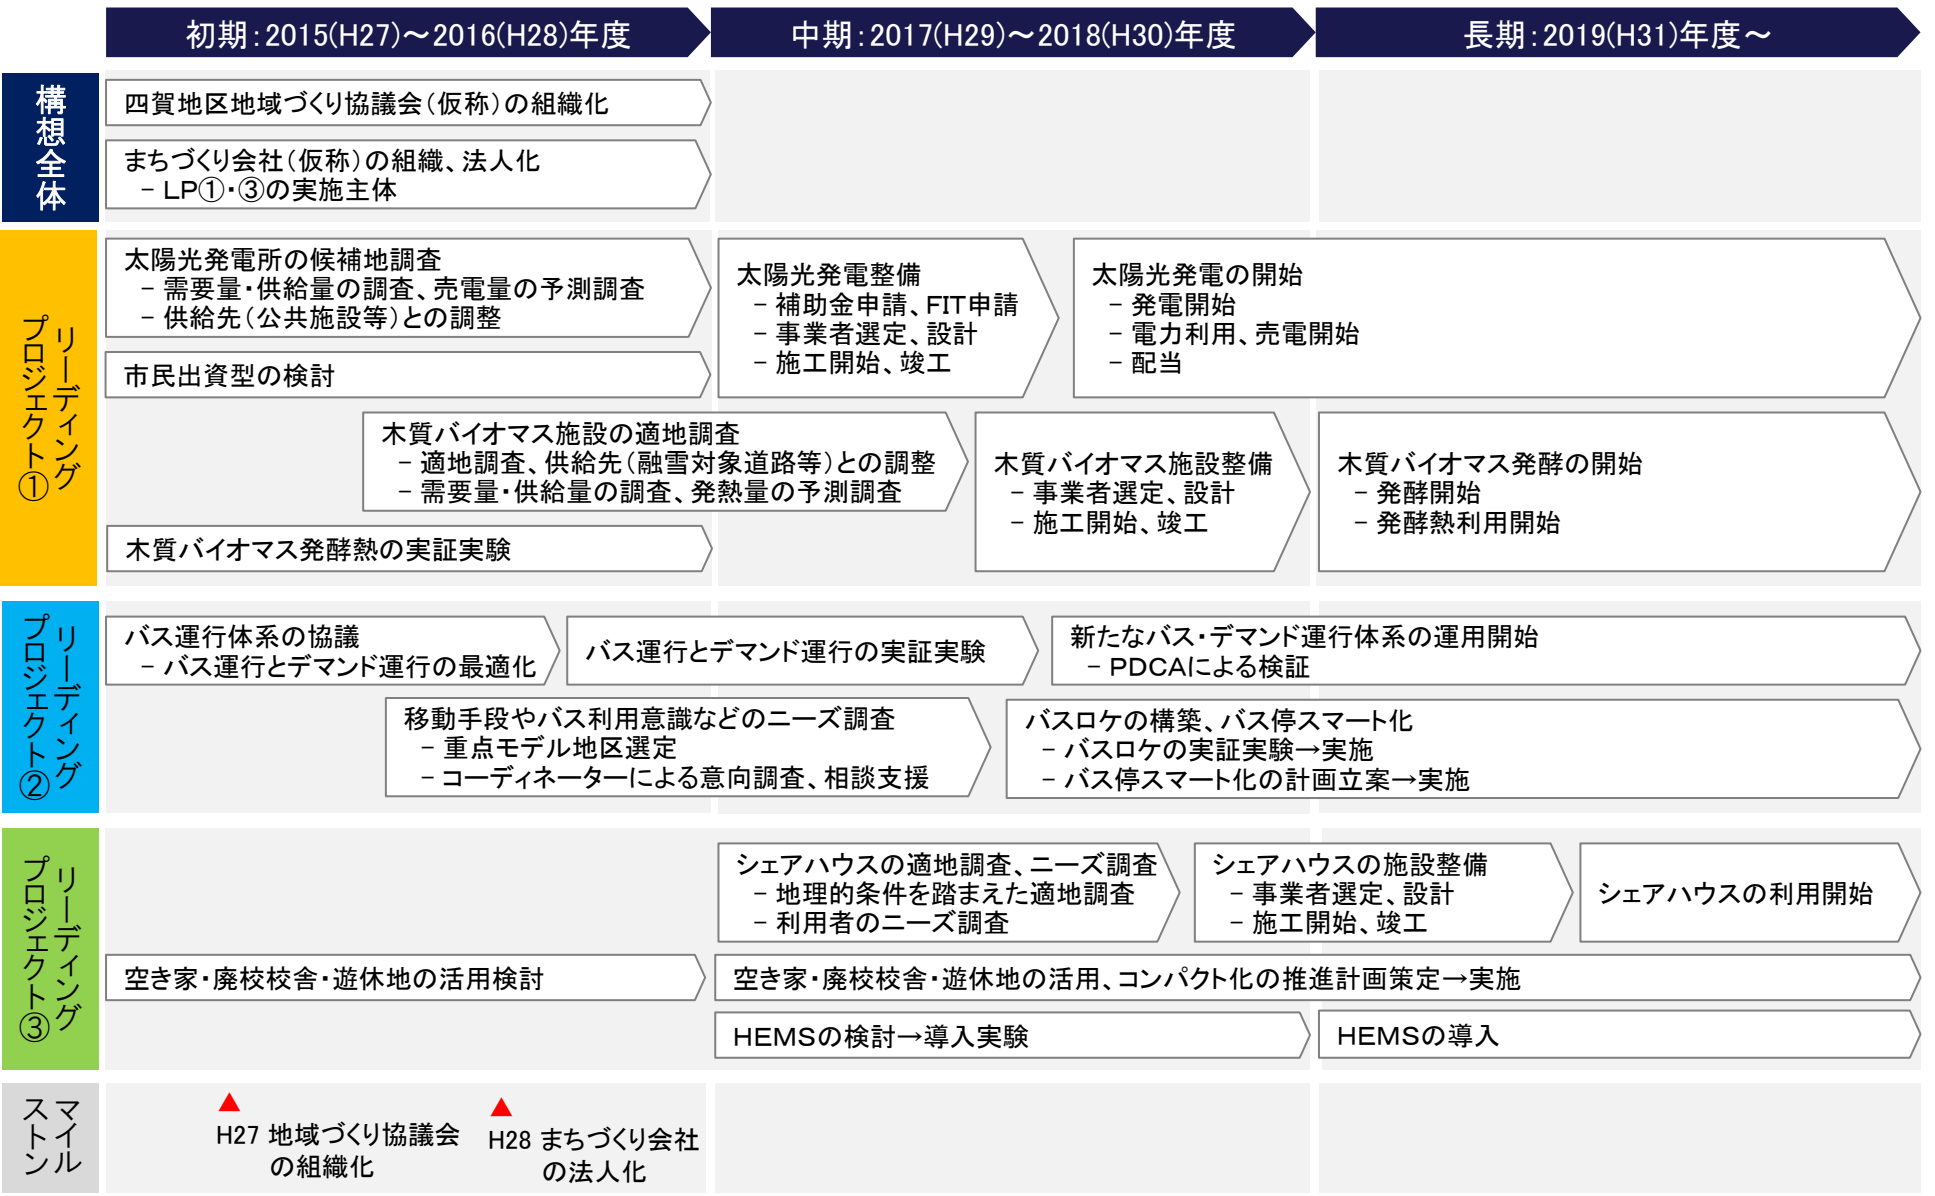 初期：2015(H27)～2016(H28)年度
中期：2017(H29)～2018(H30)年度
長期：2019(H31)年度～
構想全体
四賀地区地域づくり協議会（仮称）の組織化
まちづくり会社（仮称）の組織、法人化
－ LP①・③の実施主体
リーディング
プロジェクト①
太陽光発電所の候補地調査
－ 需要量・供給量の調査、売電量の予測調査
－ 供給先（公共施設等）との調整
太陽光発電整備
－ 補助金申請、FIT申請
－ 事業者選定、設計
－ 施工開始、竣工
太陽光発電の開始
－ 発電開始
－ 電力利用、売電開始
－ 配当
市民出資型の検討
木質バイオマス施設の適地調査
－ 適地調査、供給先（融雪対象道路等）との調整
－ 需要量・供給量の調査、発熱量の予測調査
木質バイオマス施設整備
－ 事業者選定、設計
－ 施工開始、竣工
木質バイオマス発酵の開始
－ 発酵開始
－ 発酵熱利用開始
木質バイオマス発酵熱の実証実験
リーディング
プロジェクト②
バス運行体系の協議
－ バス運行とデマンド運行の最適化
バス運行とデマンド運行の実証実験
新たなバス・デマンド運行体系の運用開始
－ PDCAによる検証
移動手段やバス利用意識などのニーズ調査
－ 重点モデル地区選定
－ コーディネーターによる意向調査、相談支援
バスロケの構築、バス停スマート化
－ バスロケの実証実験→実施
－ バス停スマート化の計画立案→実施
リーディング
プロジェクト③
シェアハウスの適地調査、ニーズ調査
－ 地理的条件を踏まえた適地調査
－ 利用者のニーズ調査
シェアハウスの施設整備
－ 事業者選定、設計
－ 施工開始、竣工
シェアハウスの利用開始
空き家・廃校校舎・遊休地の活用検討
空き家・廃校校舎・遊休地の活用、コンパクト化の推進計画策定→実施
HEMSの検討→導入実験
HEMSの導入
マイル
ストン
▲
H27 地域づくり協議会
の組織化
▲
H28 まちづくり会社
の法人化